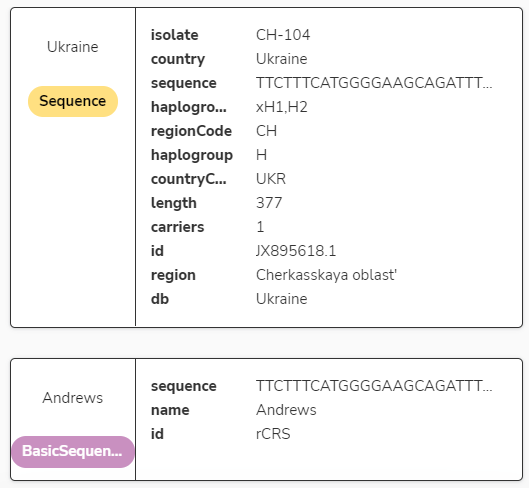 Ukraine
Sequence
isolate CH-104
country Ukraine
sequence TTCTTTCATGGGGAAGCAGATTT...
haplogro... xH1,H2
regionCode CH
haplogroup H
countryC... UKR
length 377
carriers 1
id JX895618.1
region Cherkasskaya oblast'
db Ukraine
Andrews
BasicSequen...
sequence TTCTTTCATGGGGAAGCAGATTT...
name Andrews
id rCRS